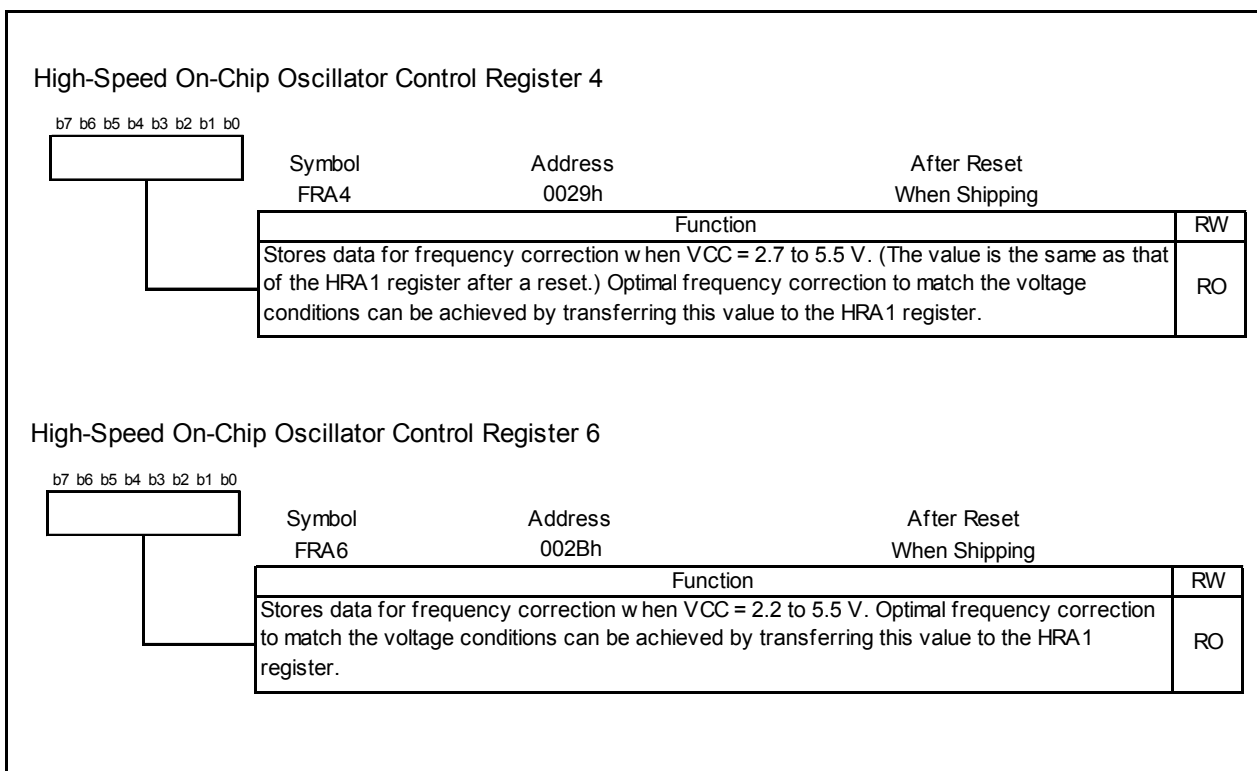 High-Speed On-Chip Oscillator Control Register 4
b7 b6 b5 b4 b3 b2 b1 b0
Symbol Address After Reset
FRA4 0029h When Shipping
Function RW
Stores data for frequency correction when VCC = 2.7 to 5.5 V. (The value is the same as that
of the HRA1 register after a reset.) Optimal frequency correction to match the voltage
conditions can be achieved by transferring this value to the HRA1 register.
RO
High-Speed On-Chip Oscillator Control Register 6
b7 b6 b5 b4 b3 b2 b1 b0
Symbol Address After Reset
FRA6 002Bh When Shipping
Function RW
Stores data for frequency correction when VCC = 2.2 to 5.5 V. Optimal frequency correction
to match the voltage conditions can be achieved by transferring this value to the HRA1
register.
RO